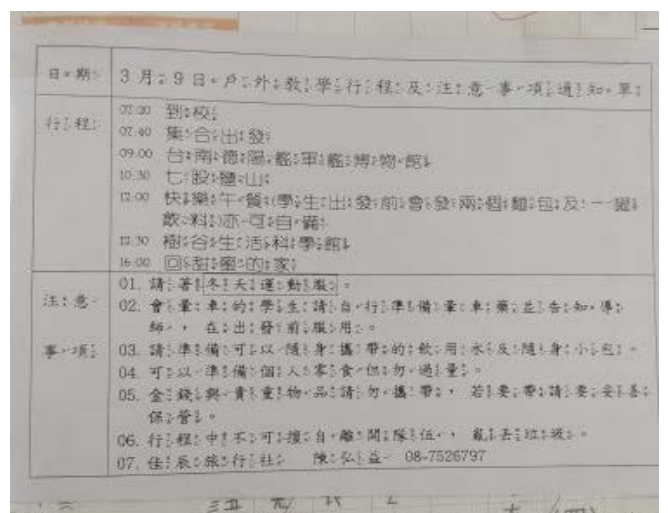 日期 3月9日戶外教學行程及注意事項通知單
行程
07:20 到校
07:40 集合出發
09:00 台南德陽艦軍艦博物館
10:30 七股鹽山
12:00 快樂午餐(學生出發前會發兩個麵包及一罐
飲料)亦可自備
13:30 樹谷生活科學館
16:00 回甜蜜的家
注意
事項
01. 請著冬天運動服。
02. 會暈車的學生請自行準備暈車藥並告知導
師,在出發前服用。
03. 請準備可以隨身攜帶的飲用水及隨身小包。
04. 可以準備個人零食但勿過量。
05. 金錢與貴重物品請勿攜帶,若要帶請要妥善
保管。
06. 行程中不可擅自離開隊伍,亂丟垃圾。
07. 佳辰旅行社 陳弘益 08-7526797